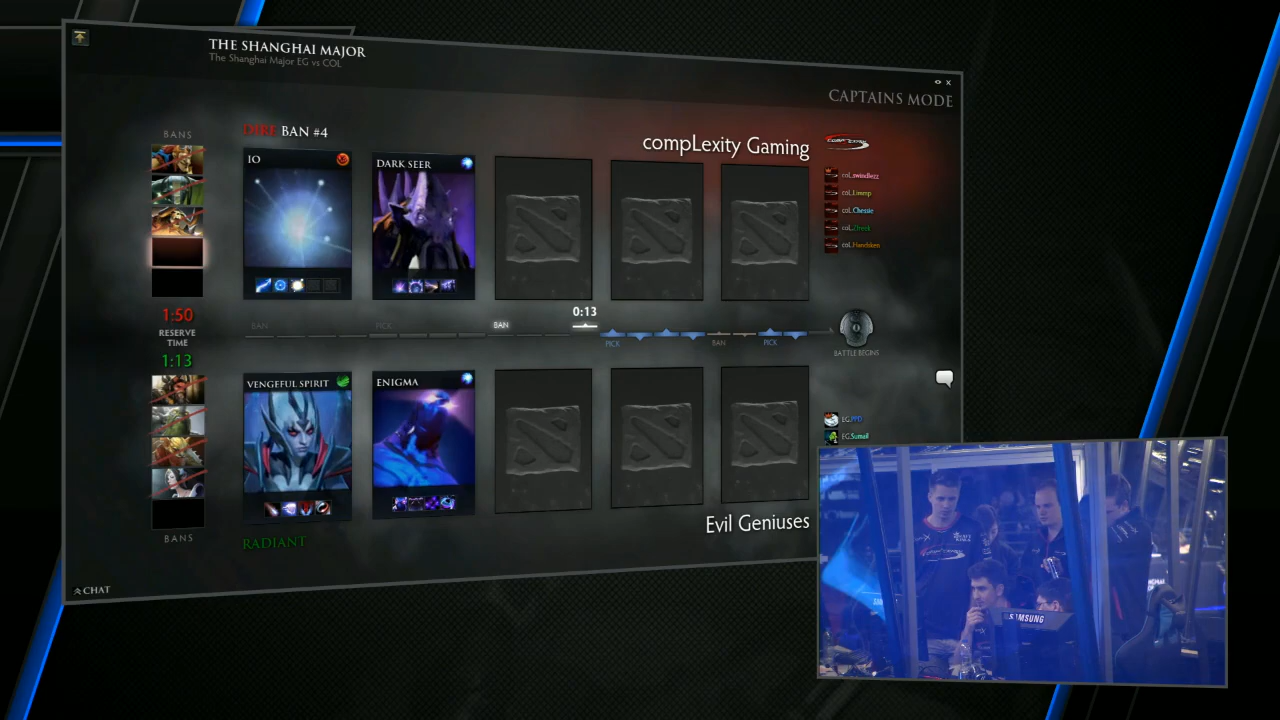 THE SHANGHAI MAJOR
The Shanghai Major EG vs COL
CAPTAINS MODE
BANS
DIRE BAN #4
compLexity Gaming
IO
DARK SEER
coL.swindlezz
coL.Limmp
coL.Chessie
coL.Zfreek
coL.Handsken
1:50
RESERVE
TIME
1:13
BAN
PICK
BAN
0:13
PICK
BAN
PICK
BATTLE BEGINS
VENGEFUL SPIRIT
ENIGMA
EG.PPD
EG.Sumail
Evil Geniuses
BANS
RADIANT
CHAT
SAMSUNG